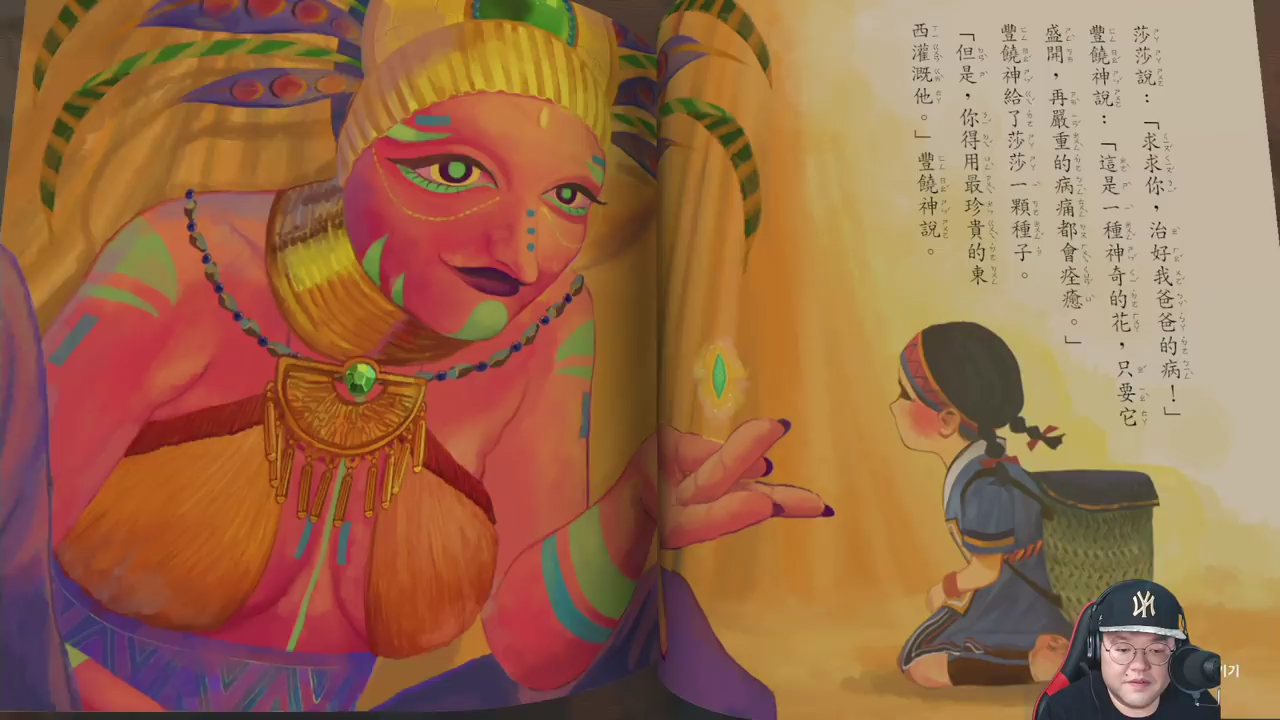 莎莎說：「求求你，治好我爸爸的病！」
豐饒神說：「這是一種神奇的花，只要它
盛開，再嚴重的病痛都會痊癒。」
豐饒神給了莎莎一顆種子。
「但是，你得用最珍貴的東
西灌溉他。」豐饒神說。
기